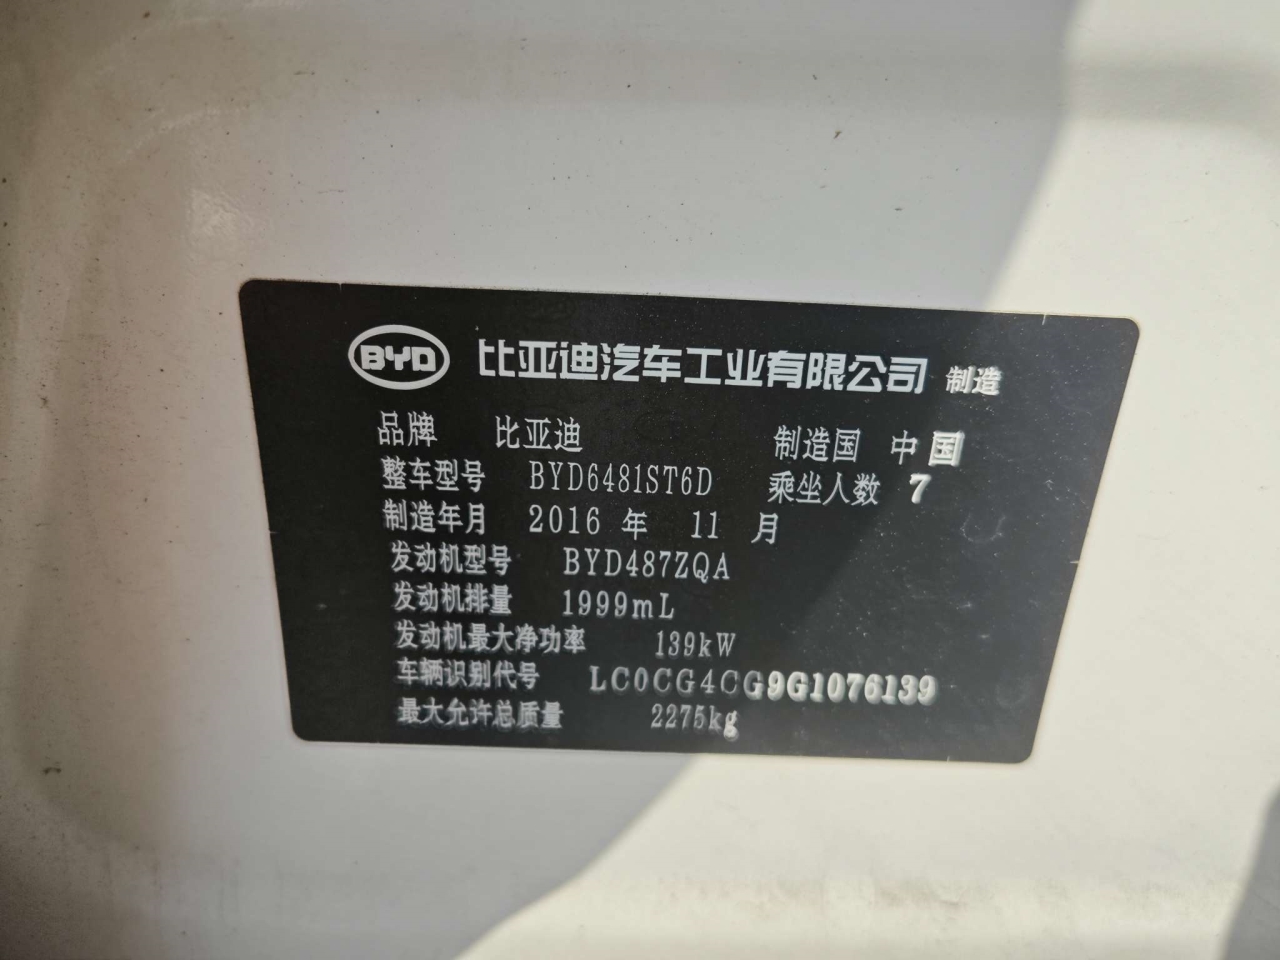 BYD 比亚迪汽车工业有限公司 制造
品牌 比亚迪 制造国 中国
整车型号 BYD6481ST6D 乘坐人数 7
制造年月 2016 年 11 月
发动机型号 BYD487ZQA
发动机排量 1999mL
发动机最大净功率 139kW
车辆识别代号 LC0CG4CG9G1076139
最大允许总质量 2275kg